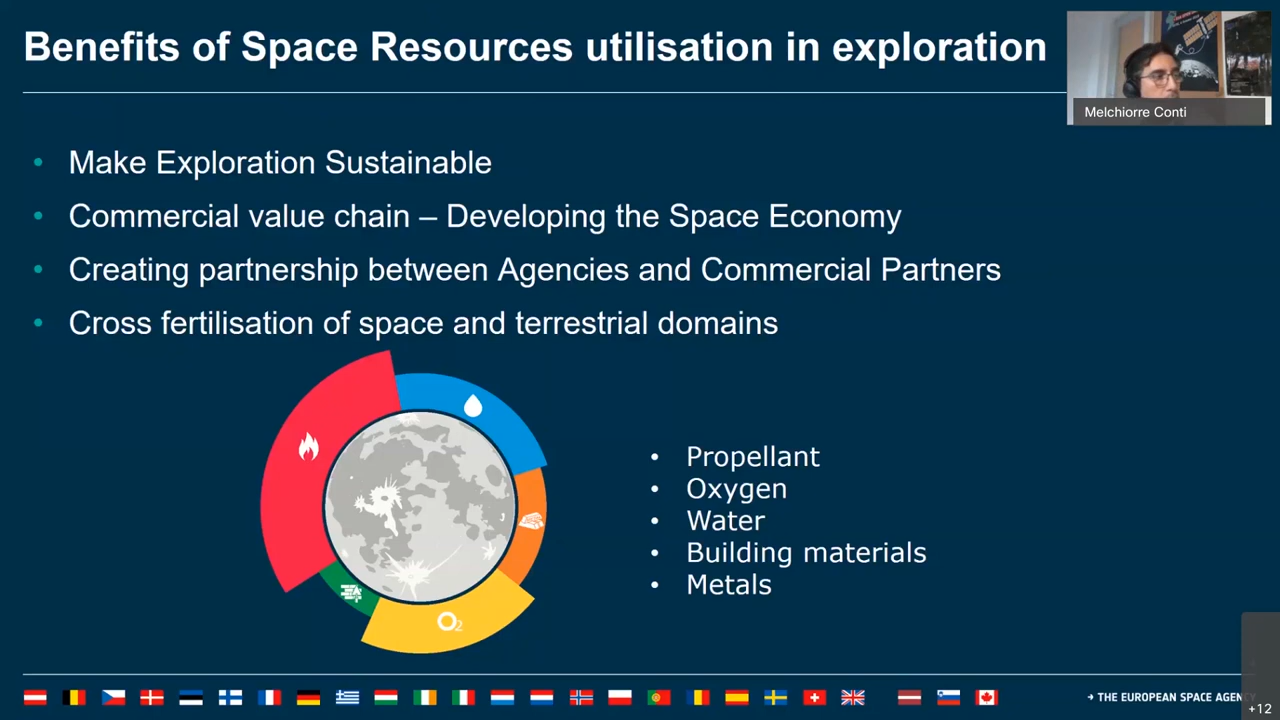 Benefits of Space Resources utilisation in exploration
Melchiorre Conti
• Make Exploration Sustainable
• Commercial value chain – Developing the Space Economy
• Creating partnership between Agencies and Commercial Partners
• Cross fertilisation of space and terrestrial domains
• Propellant
• Oxygen
• Water
• Building materials
• Metals
O2
→ THE EUROPEAN SPACE AGENCY
+12